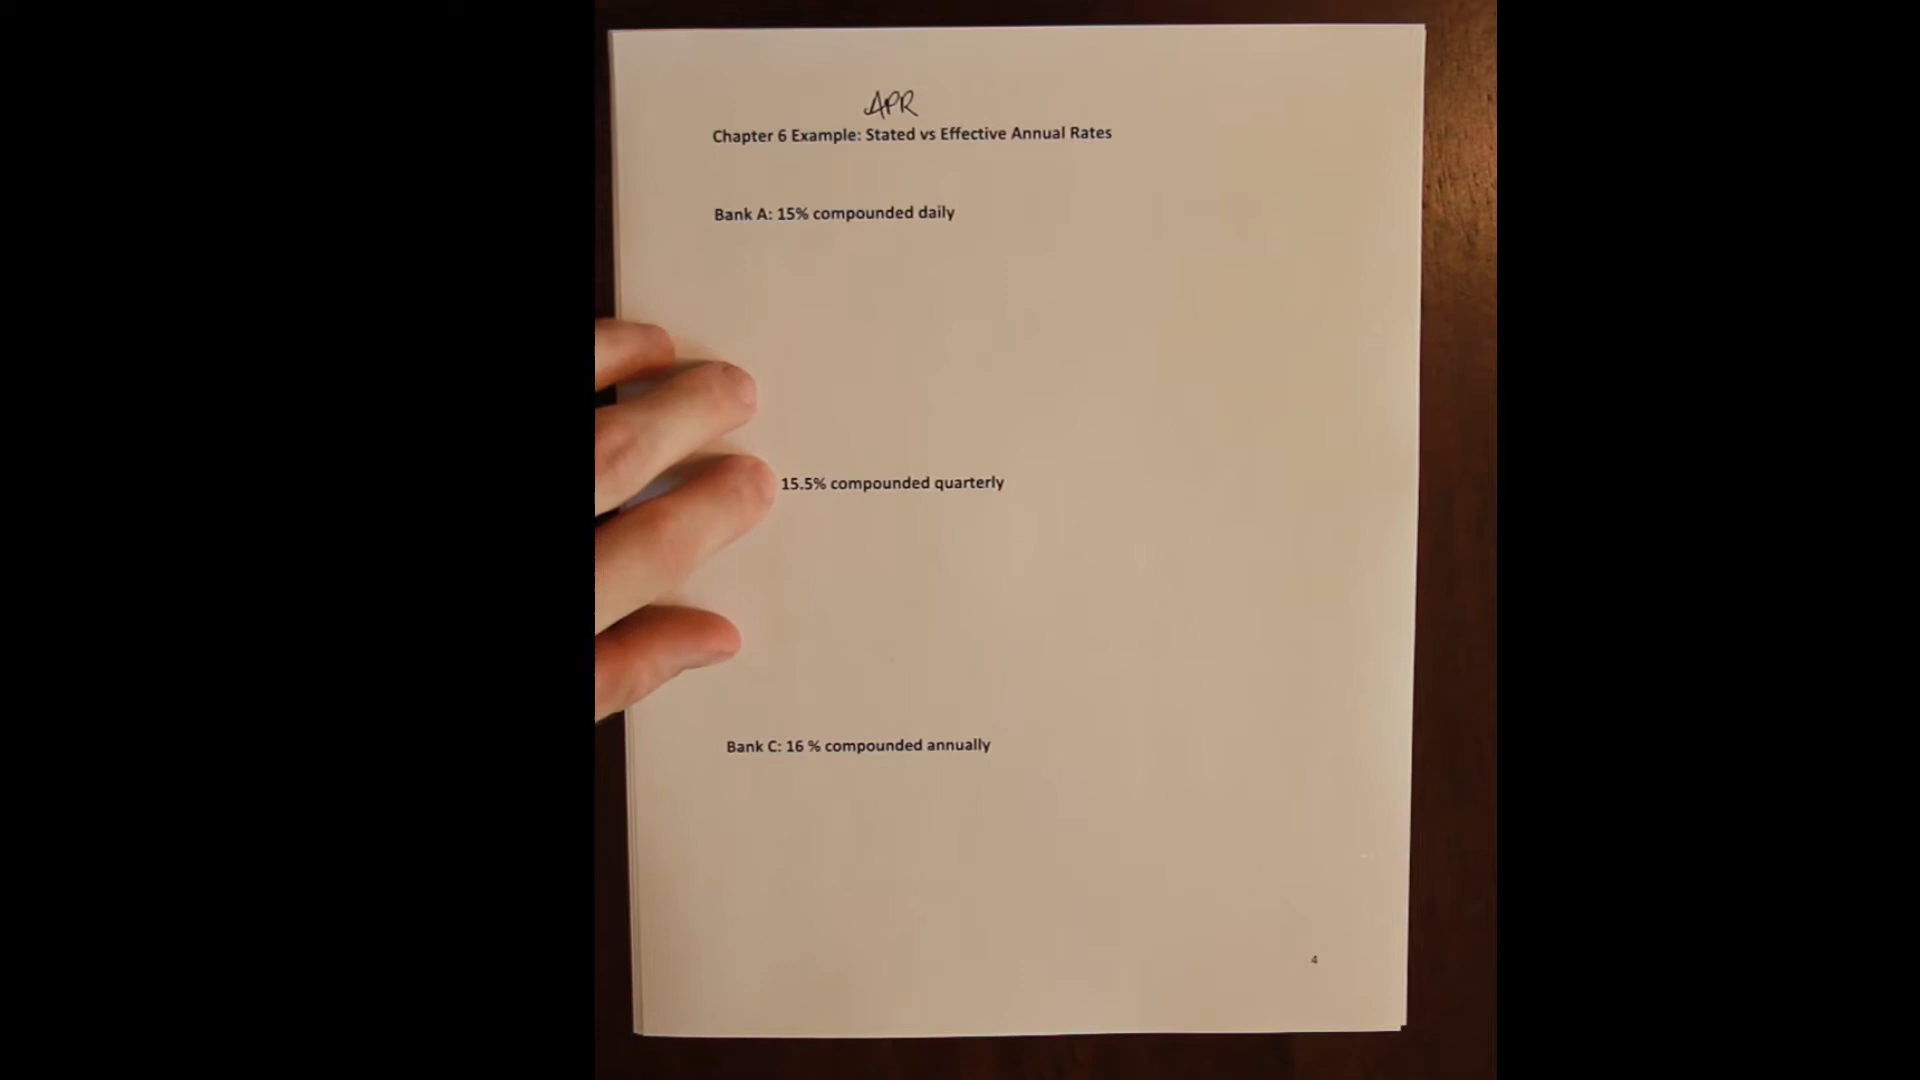 APR
Chapter 6 Example: Stated vs Effective Annual Rates
Bank A: 15% compounded daily
15.5% compounded quarterly
Bank C: 16 % compounded annually
4